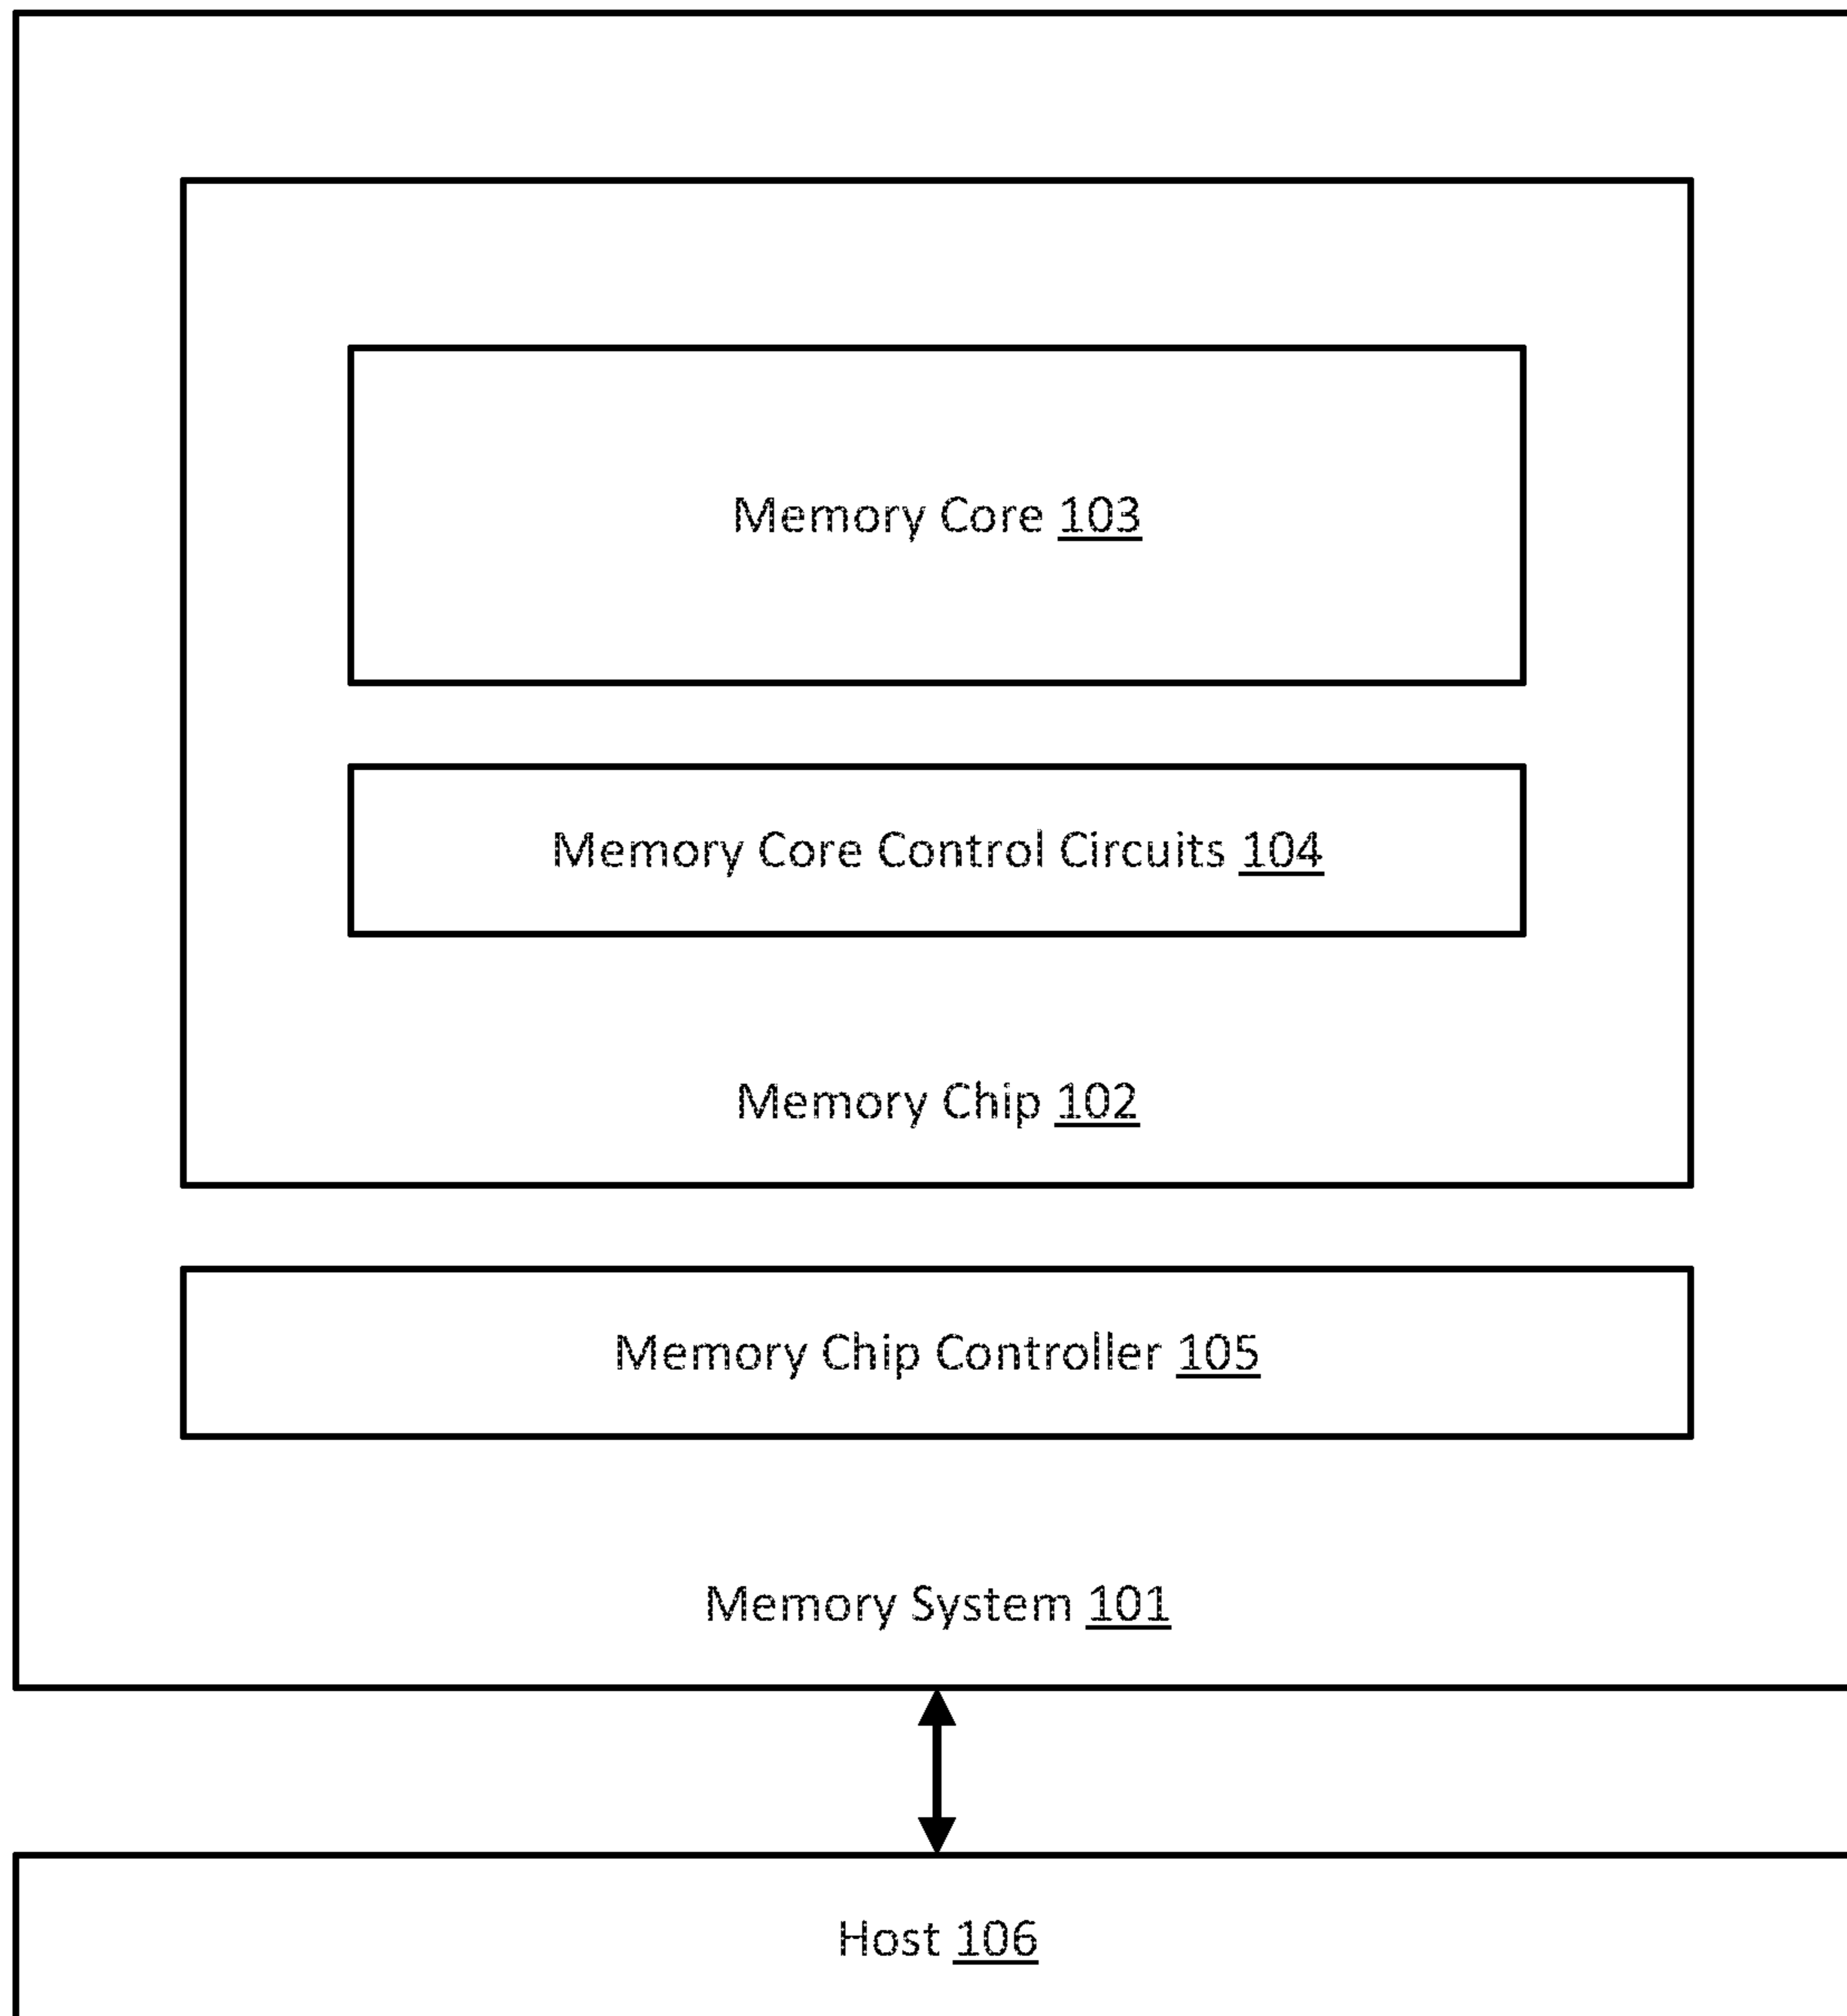 Memory Core 103
Memory Core Control Circuits 104
Memory Chip 102
Memory Chip Controller 105
Memory System 101
Host 106